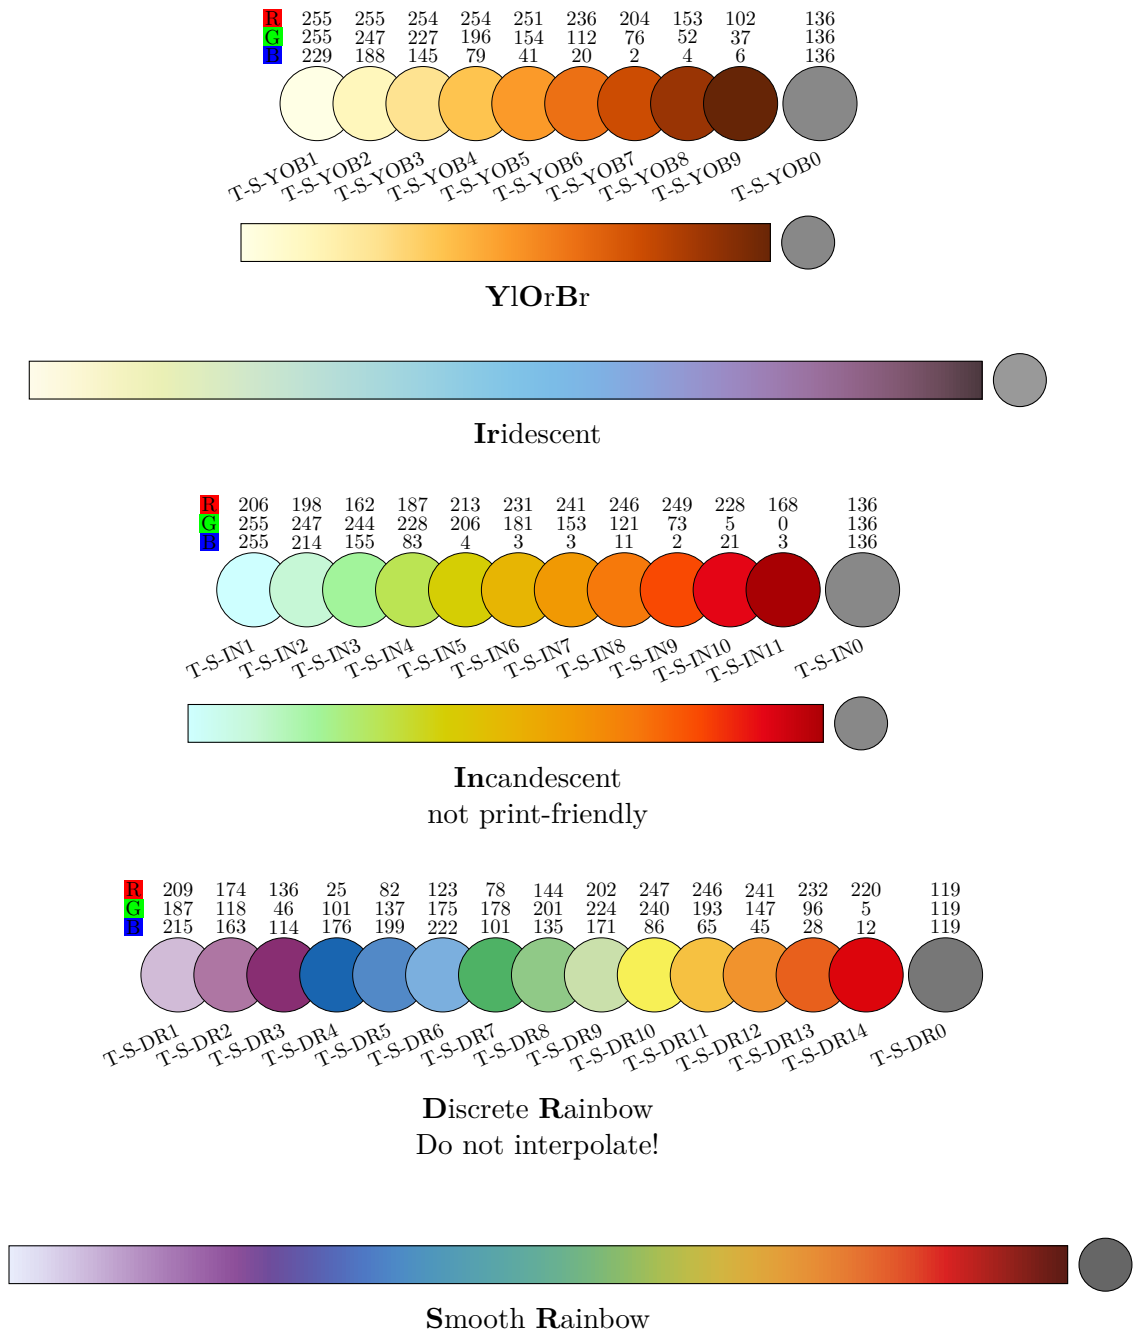 R 255 255 254 254 251 236 204 153 102 136
G 255 247 227 196 154 112 76 52 37 136
B 229 188 145 79 41 20 2 4 6 136
T-S-YOB1 T-S-YOB2 T-S-YOB3 T-S-YOB4 T-S-YOB5 T-S-YOB6 T-S-YOB7 T-S-YOB8 T-S-YOB9 T-S-YOB0
YlOrBr
Iridescent
R 206 198 162 187 213 231 241 246 249 228 168 136
G 255 247 244 228 206 181 153 121 73 5 0 136
B 255 214 155 83 4 3 3 11 2 21 3 136
T-S-IN1 T-S-IN2 T-S-IN3 T-S-IN4 T-S-IN5 T-S-IN6 T-S-IN7 T-S-IN8 T-S-IN9 T-S-IN10 T-S-IN11 T-S-IN0
Incandescent
not print-friendly
R 209 174 136 25 82 123 78 144 202 247 246 241 232 220 119
G 187 118 46 101 137 175 178 201 224 240 193 147 96 5 119
B 215 163 114 176 199 222 101 135 171 86 65 45 28 12 119
T-S-DR1 T-S-DR2 T-S-DR3 T-S-DR4 T-S-DR5 T-S-DR6 T-S-DR7 T-S-DR8 T-S-DR9 T-S-DR10 T-S-DR11 T-S-DR12 T-S-DR13 T-S-DR14 T-S-DR0
Discrete Rainbow
Do not interpolate!
Smooth Rainbow